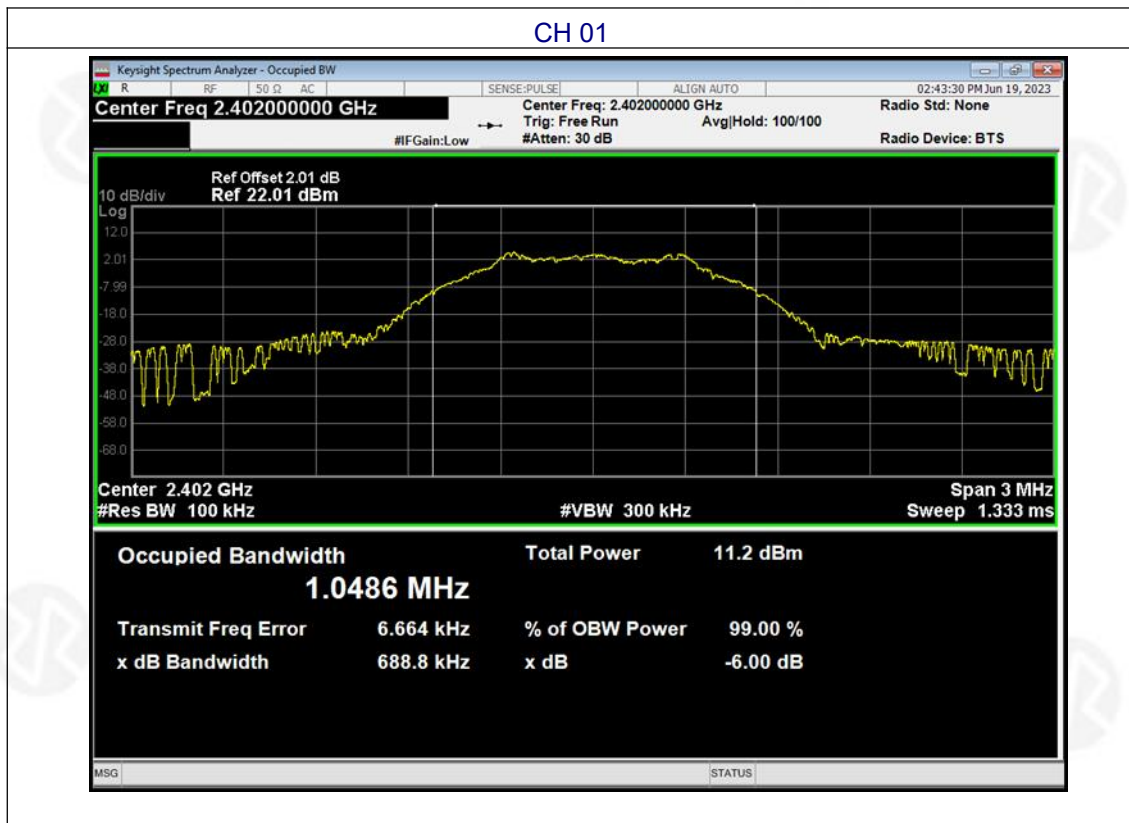 CH 01
Keysight Spectrum Analyzer - Occupied BW
LXI R RF 50 Ω AC SENSE:PULSE ALIGN AUTO 02:43:30 PM Jun 19, 2023
Center Freq 2.402000000 GHz Center Freq: 2.402000000 GHz Radio Std: None
Trig: Free Run Avg|Hold: 100/100
#IFGain:Low #Atten: 30 dB Radio Device: BTS
Ref Offset 2.01 dB
10 dB/div Ref 22.01 dBm
Log
12.0
2.01
-7.99
-18.0
-28.0
-38.0
-48.0
-58.0
-68.0
Center 2.402 GHz Span 3 MHz
#Res BW 100 kHz #VBW 300 kHz Sweep 1.333 ms
Occupied Bandwidth Total Power 11.2 dBm
1.0486 MHz
Transmit Freq Error 6.664 kHz % of OBW Power 99.00 %
x dB Bandwidth 688.8 kHz x dB -6.00 dB
MSG STATUS